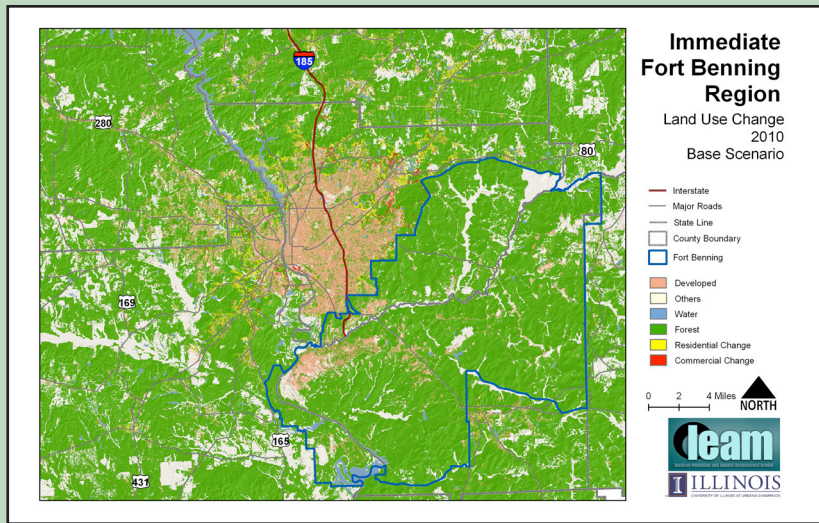 Immediate
Fort Benning
Region
Land Use Change
2010
Base Scenario
185
280
80
169
165
431
Interstate
Major Roads
State Line
County Boundary
Fort Benning
Developed
Others
Water
Forest
Residential Change
Commercial Change
0 2 4 Miles
NORTH
leam
I ILLINOIS
UNIVERSITY OF ILLINOIS AT URBANA-CHAMPAIGN